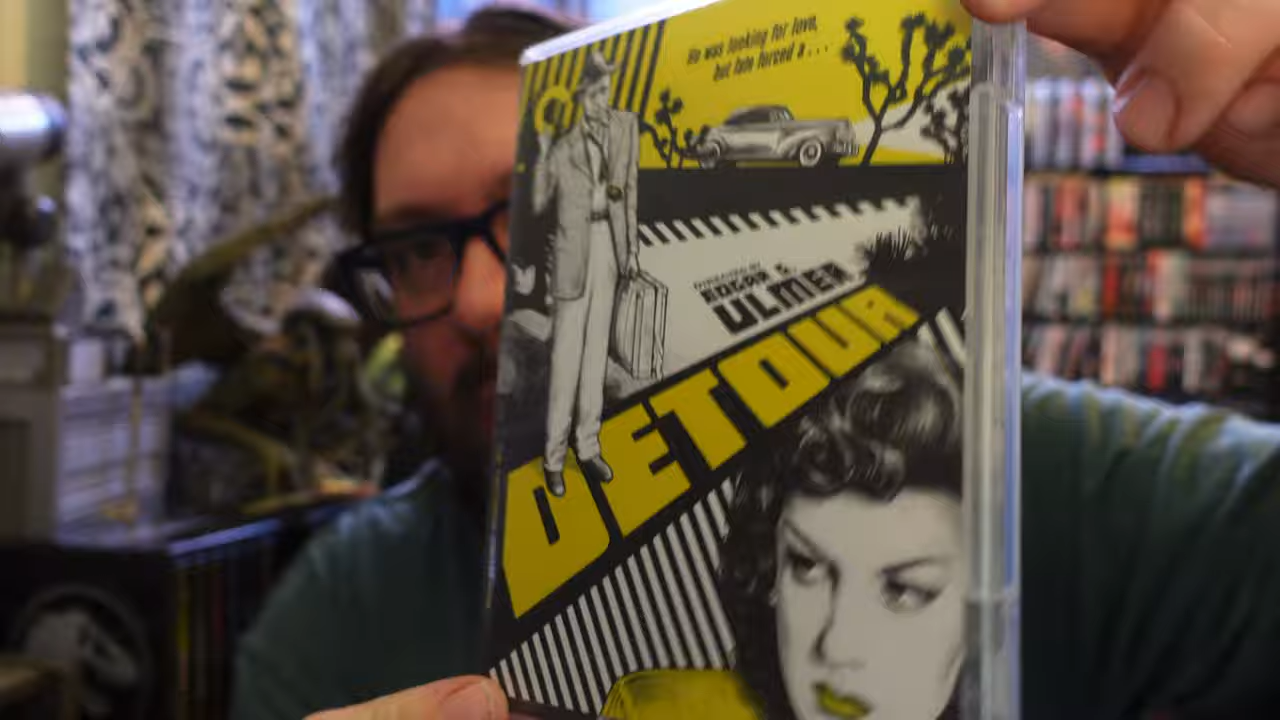 He was looking for love,
but fate forced a...
DIRECTED BY
EDGAR G.
ULMER
DETOUR